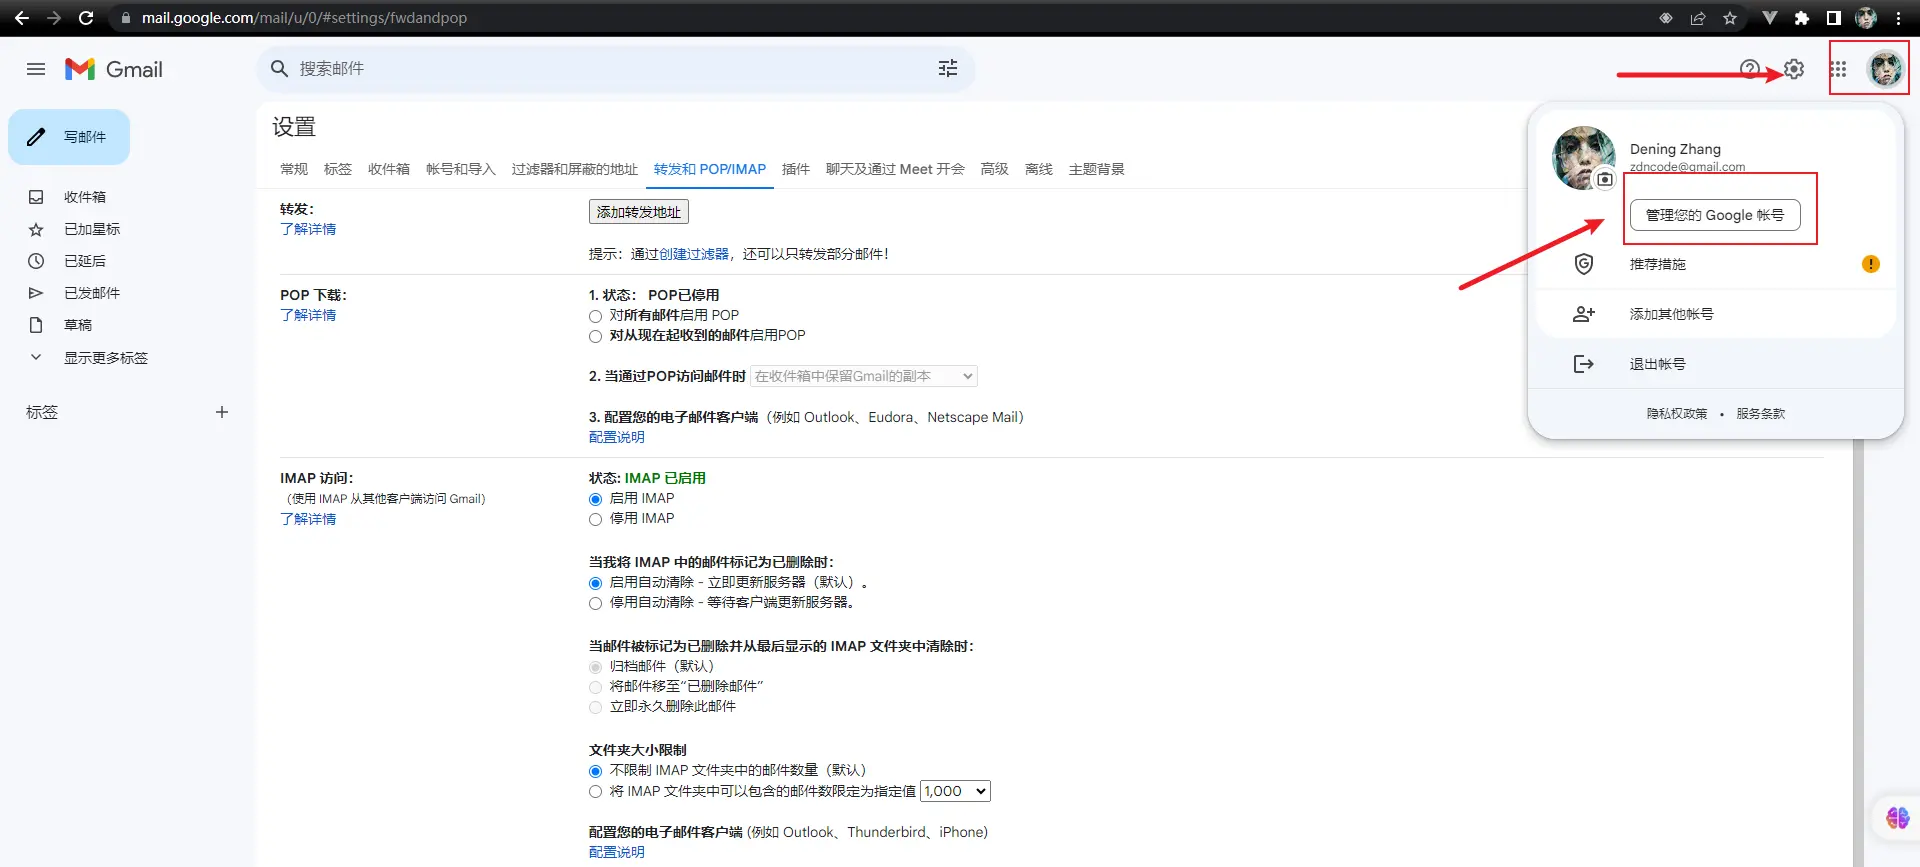 mail.google.com/mail/u/0/#settings/fwdandpop
Gmail
搜索邮件
写邮件
收件箱
已加星标
已延后
已发邮件
草稿
显示更多标签
标签
设置
常规 标签 收件箱 帐号和导入 过滤器和屏蔽的地址 转发和 POP/IMAP 插件 聊天及通过 Meet 开会 高级 离线 主题背景
转发：
了解详情
添加转发地址
提示：通过创建过滤器，还可以只转发部分邮件！
POP 下载：
了解详情
1. 状态： POP已停用
对所有邮件启用 POP
对从现在起收到的邮件启用POP
2. 当通过POP访问邮件时 在收件箱中保留Gmail的副本
3. 配置您的电子邮件客户端（例如 Outlook、Eudora、Netscape Mail）
配置说明
IMAP 访问：
（使用 IMAP 从其他客户端访问 Gmail）
了解详情
状态: IMAP 已启用
启用 IMAP
停用 IMAP
当我将 IMAP 中的邮件标记为已删除时：
启用自动清除 - 立即更新服务器（默认）。
停用自动清除 - 等待客户端更新服务器。
当邮件被标记为已删除并从最后显示的 IMAP 文件夹中清除时：
归档邮件（默认）
将邮件移至“已删除邮件”
立即永久删除此邮件
文件夹大小限制
不限制 IMAP 文件夹中的邮件数量（默认）
将 IMAP 文件夹中可以包含的邮件数限定为指定值 1,000
配置您的电子邮件客户端 (例如 Outlook、Thunderbird、iPhone)
配置说明
Dening Zhang
zdncode@gmail.com
管理您的 Google 帐号
推荐措施
添加其他帐号
退出帐号
隐私权政策 • 服务条款